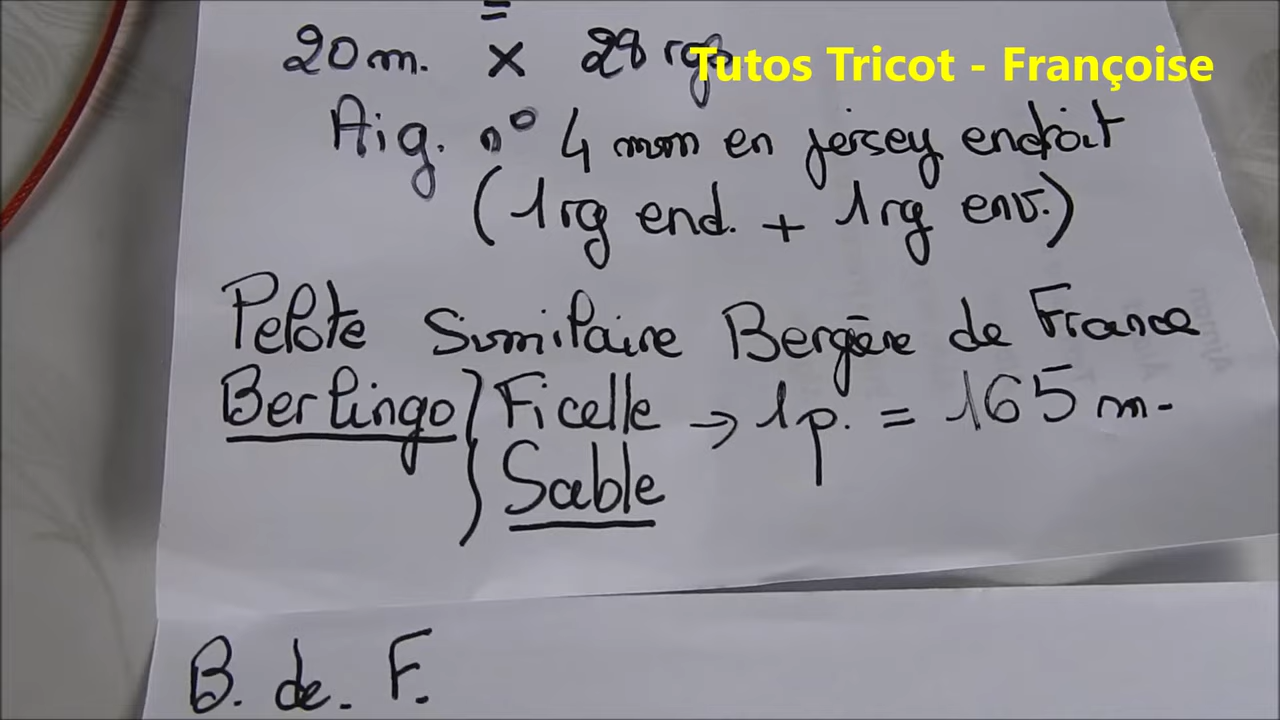 =
20 m. x 28 rgs
Tutos Tricot - Françoise
Aig. n° 4 mm en jersey endroit
(1 rg end. + 1 rg env.)
Pelote Similaire Bergère de France
Berlingo } Ficelle → 1 p. = 165 m.
Sable
B. de. F.